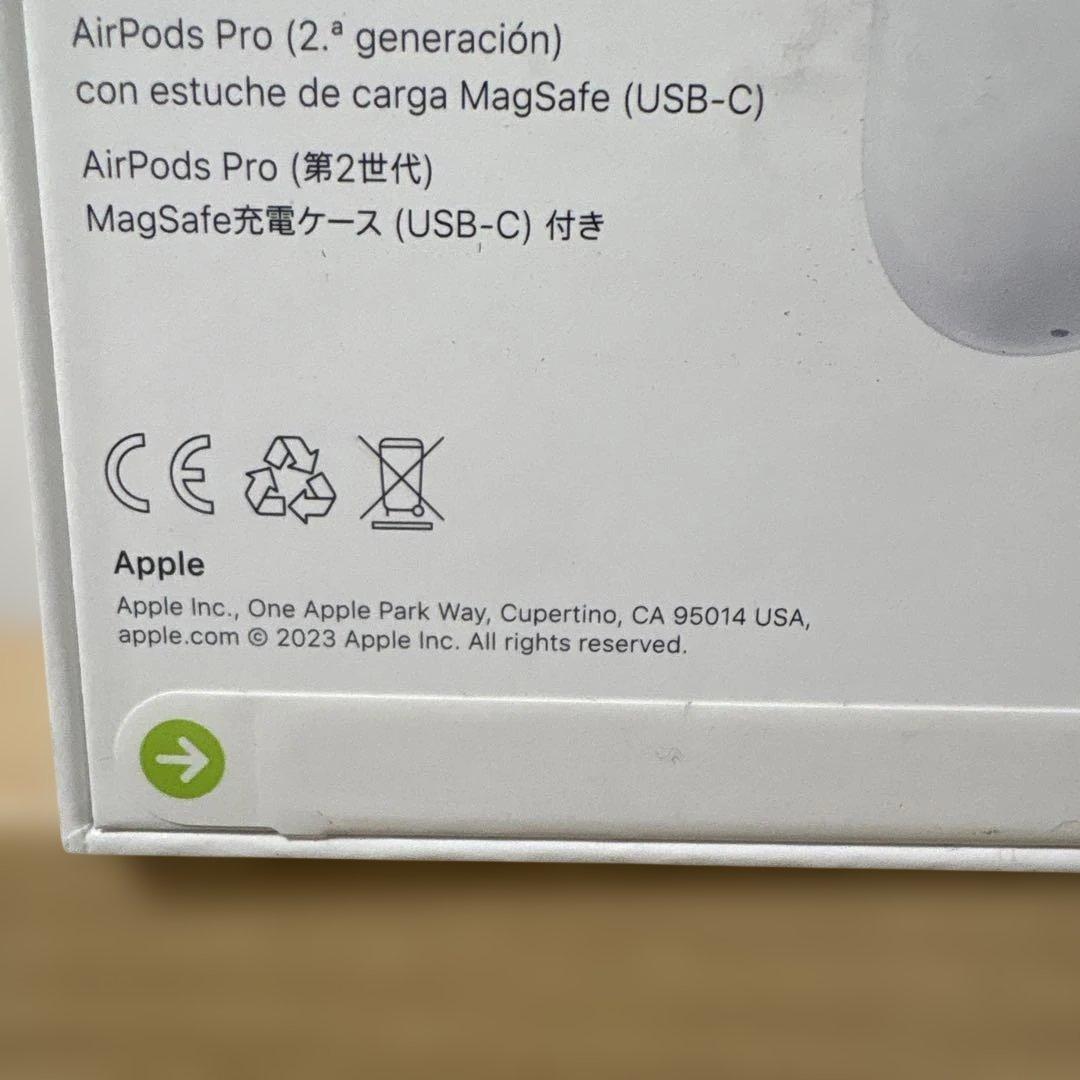 AirPods Pro (2.ª generación)
con estuche de carga MagSafe (USB-C)
AirPods Pro (第2世代)
MagSafe充電ケース (USB-C) 付き
CE
Apple
Apple Inc., One Apple Park Way, Cupertino, CA 95014 USA,
apple.com © 2023 Apple Inc. All rights reserved.